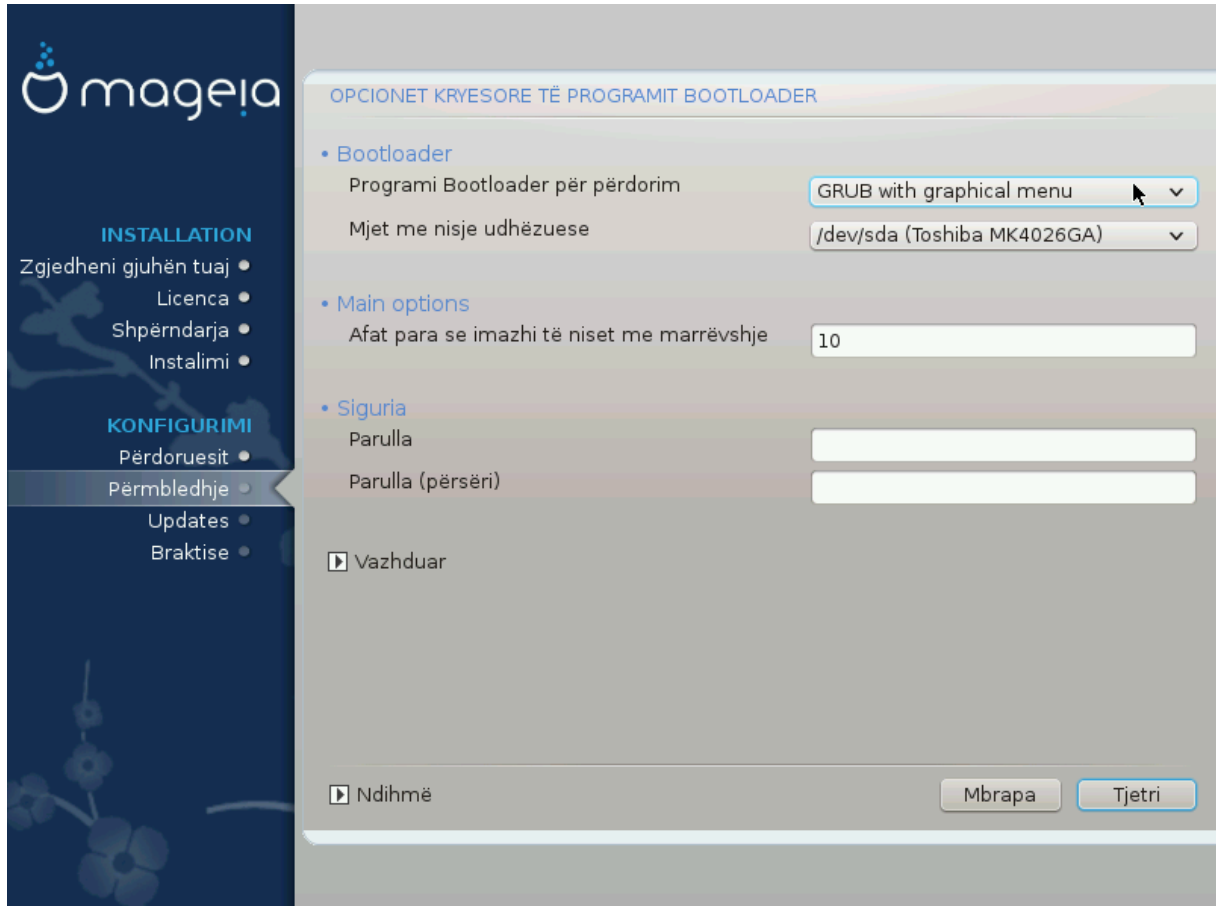 mageia
INSTALLATION
Zgjedheni gjuhën tuaj
Licenca
Shpërndarja
Instalimi
KONFIGURIMI
Përdoruesit
Përmbledhje
Updates
Braktise
OPCIONET KRYESORE TË PROGRAMIT BOOTLOADER
• Bootloader
Programi Bootloader për përdorim GRUB with graphical menu
Mjet me nisje udhëzuese /dev/sda (Toshiba MK4026GA)
• Main options
Afat para se imazhi të niset me marrëvshje 10
• Siguria
Parulla
Parulla (përsëri)
Vazhduar
Ndihmë Mbrapa Tjetri